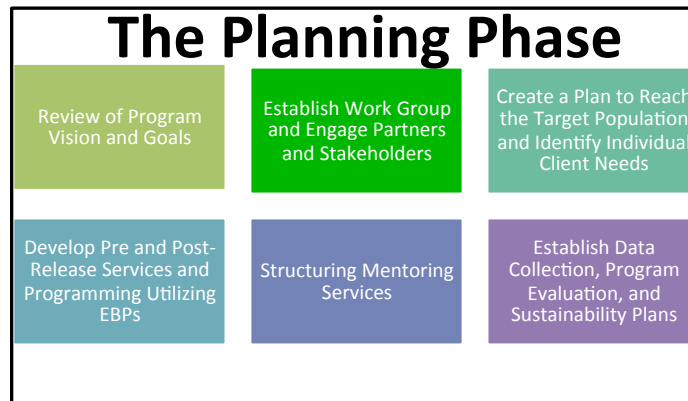 The Planning Phase
Review of Program
Vision and Goals
Establish Work Group
and Engage Partners
and Stakeholders
Create a Plan to Reach
the Target Population
and Identify Individual
Client Needs
Develop Pre and Post-
Release Services and
Programming Utilizing
EBPs
Structuring Mentoring
Services
Establish Data
Collection, Program
Evaluation, and
Sustainability Plans